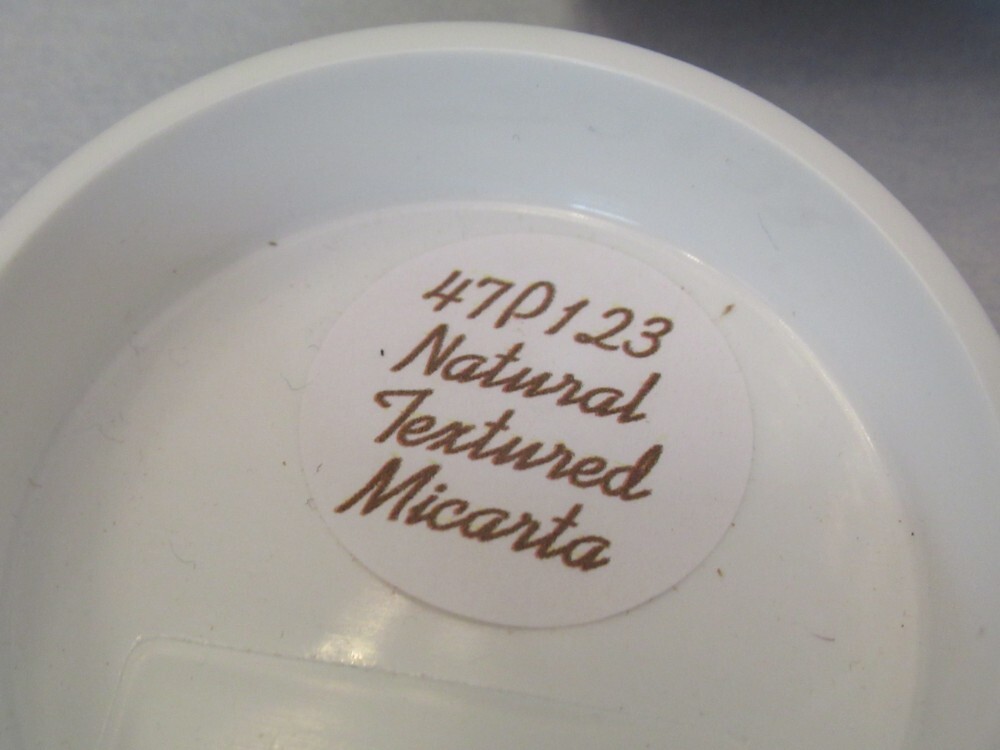 47P123
Natural
Textured
Micarta